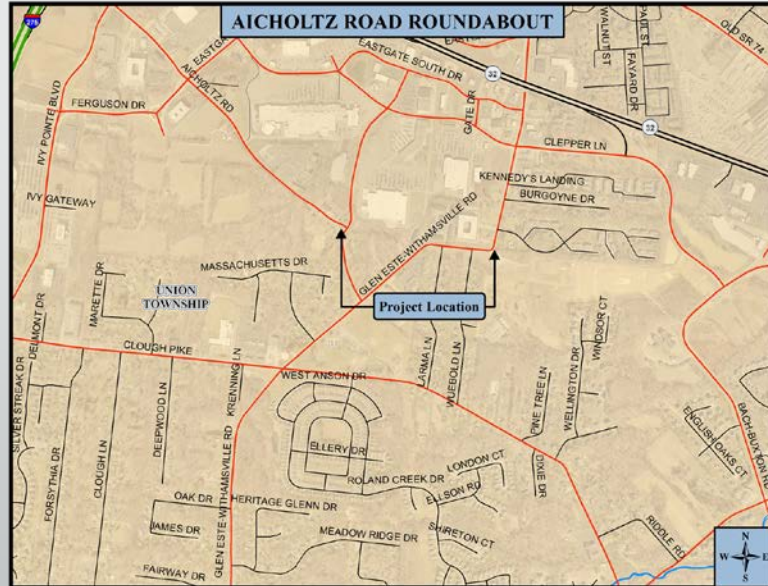 AICHOLTZ ROAD ROUNDABOUT
275
EASTGATE SOUTH DR
WALNUT ST
PAUL ST
FAYARD DR
OLD SR 74
32
32
AICHOLTZ RD
FERGUSON DR
IVY POINTE BLVD
GATE DR
CLEPPER LN
KENNEDY'S LANDING
BURGOYNE DR
IVY GATEWAY
GLEN ESTE-WITHAMSVILLE RD
MASSACHUSETTS DR
MARETTE DR
UNION
TOWNSHIP
Project Location
DELMONT DR
CLOUGH PIKE
LARMA LN
WUEBOLD LN
WINDSOR CT
WELLINGTON DR
PINE TREE LN
SILVER STREAK DR
FORSYTHIA DR
CLOUGH LN
DEEPWOOD LN
KRENNING LN
WEST ANSON DR
ELLERY DR
ROLAND CREEK DR
LONDON CT
ELLSON RD
DIXIE DR
ENGLISH OAKS CT
BACH-BUXTON RD
OAK DR
HERITAGE GLENN DR
JAMES DR
GLEN ESTE-WITHAMSVILLE RD
MEADOW RIDGE DR
SHIRETON CT
RIDDLE RD
FAIRWAY DR
N
W E
S